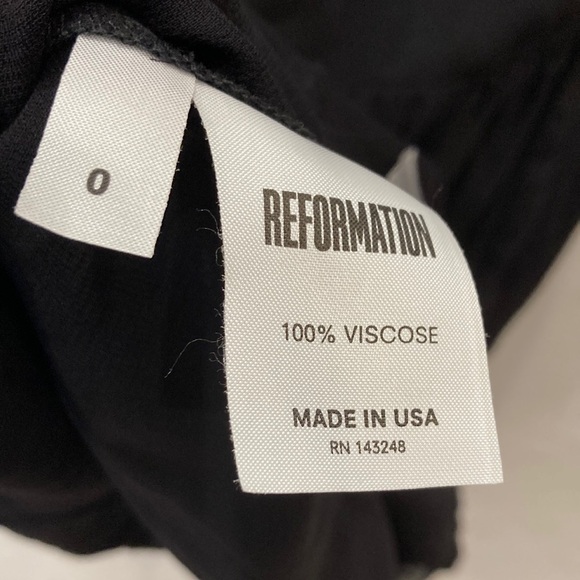 0
REFORMATION
100% VISCOSE
MADE IN USA
RN 143248